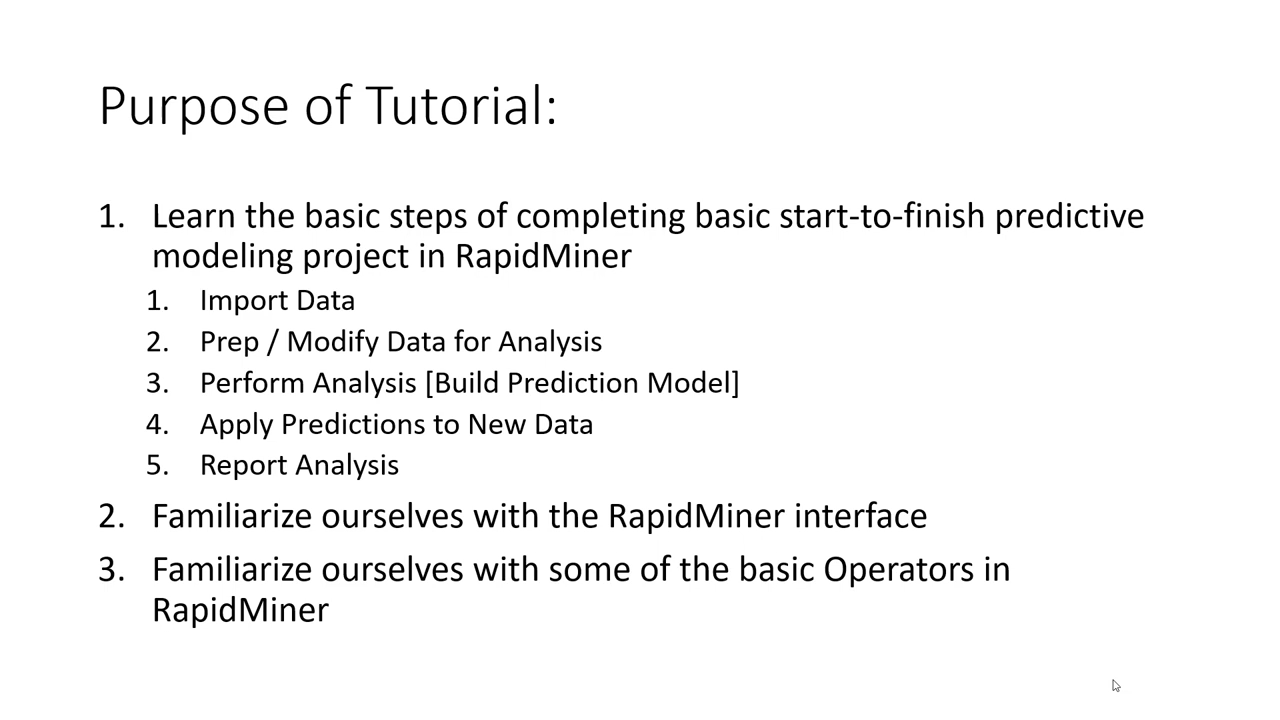 Purpose of Tutorial:
1. Learn the basic steps of completing basic start-to-finish predictive
modeling project in RapidMiner
1. Import Data
2. Prep / Modify Data for Analysis
3. Perform Analysis [Build Prediction Model]
4. Apply Predictions to New Data
5. Report Analysis
2. Familiarize ourselves with the RapidMiner interface
3. Familiarize ourselves with some of the basic Operators in
RapidMiner